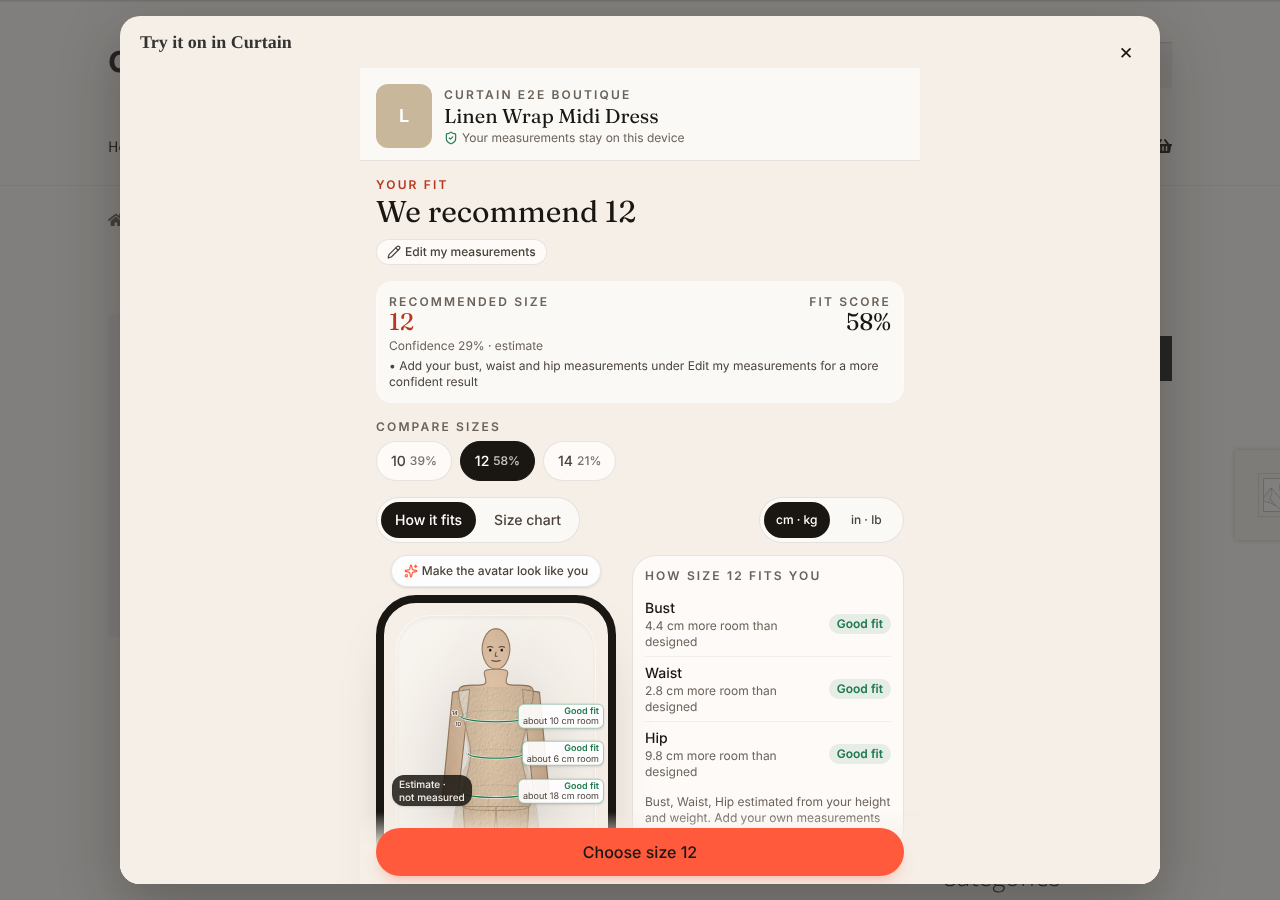 Try it on in Curtain
L
CURTAIN E2E BOUTIQUE
Linen Wrap Midi Dress
Your measurements stay on this device
YOUR FIT
We recommend 12
Edit my measurements
RECOMMENDED SIZE
FIT SCORE
12
58%
Confidence 29% · estimate
• Add your bust, waist and hip measurements under Edit my measurements for a more
confident result
COMPARE SIZES
10 39%
12 58%
14 21%
How it fits
Size chart
cm · kg
in · lb
Make the avatar look like you
14
10
Good fit
about 10 cm room
Good fit
about 6 cm room
Good fit
about 18 cm room
Estimate ·
not measured
HOW SIZE 12 FITS YOU
Bust
4.4 cm more room than
designed
Good fit
Waist
2.8 cm more room than
designed
Good fit
Hip
9.8 cm more room than
designed
Good fit
Bust, Waist, Hip estimated from your height
and weight. Add your own measurements
Choose size 12